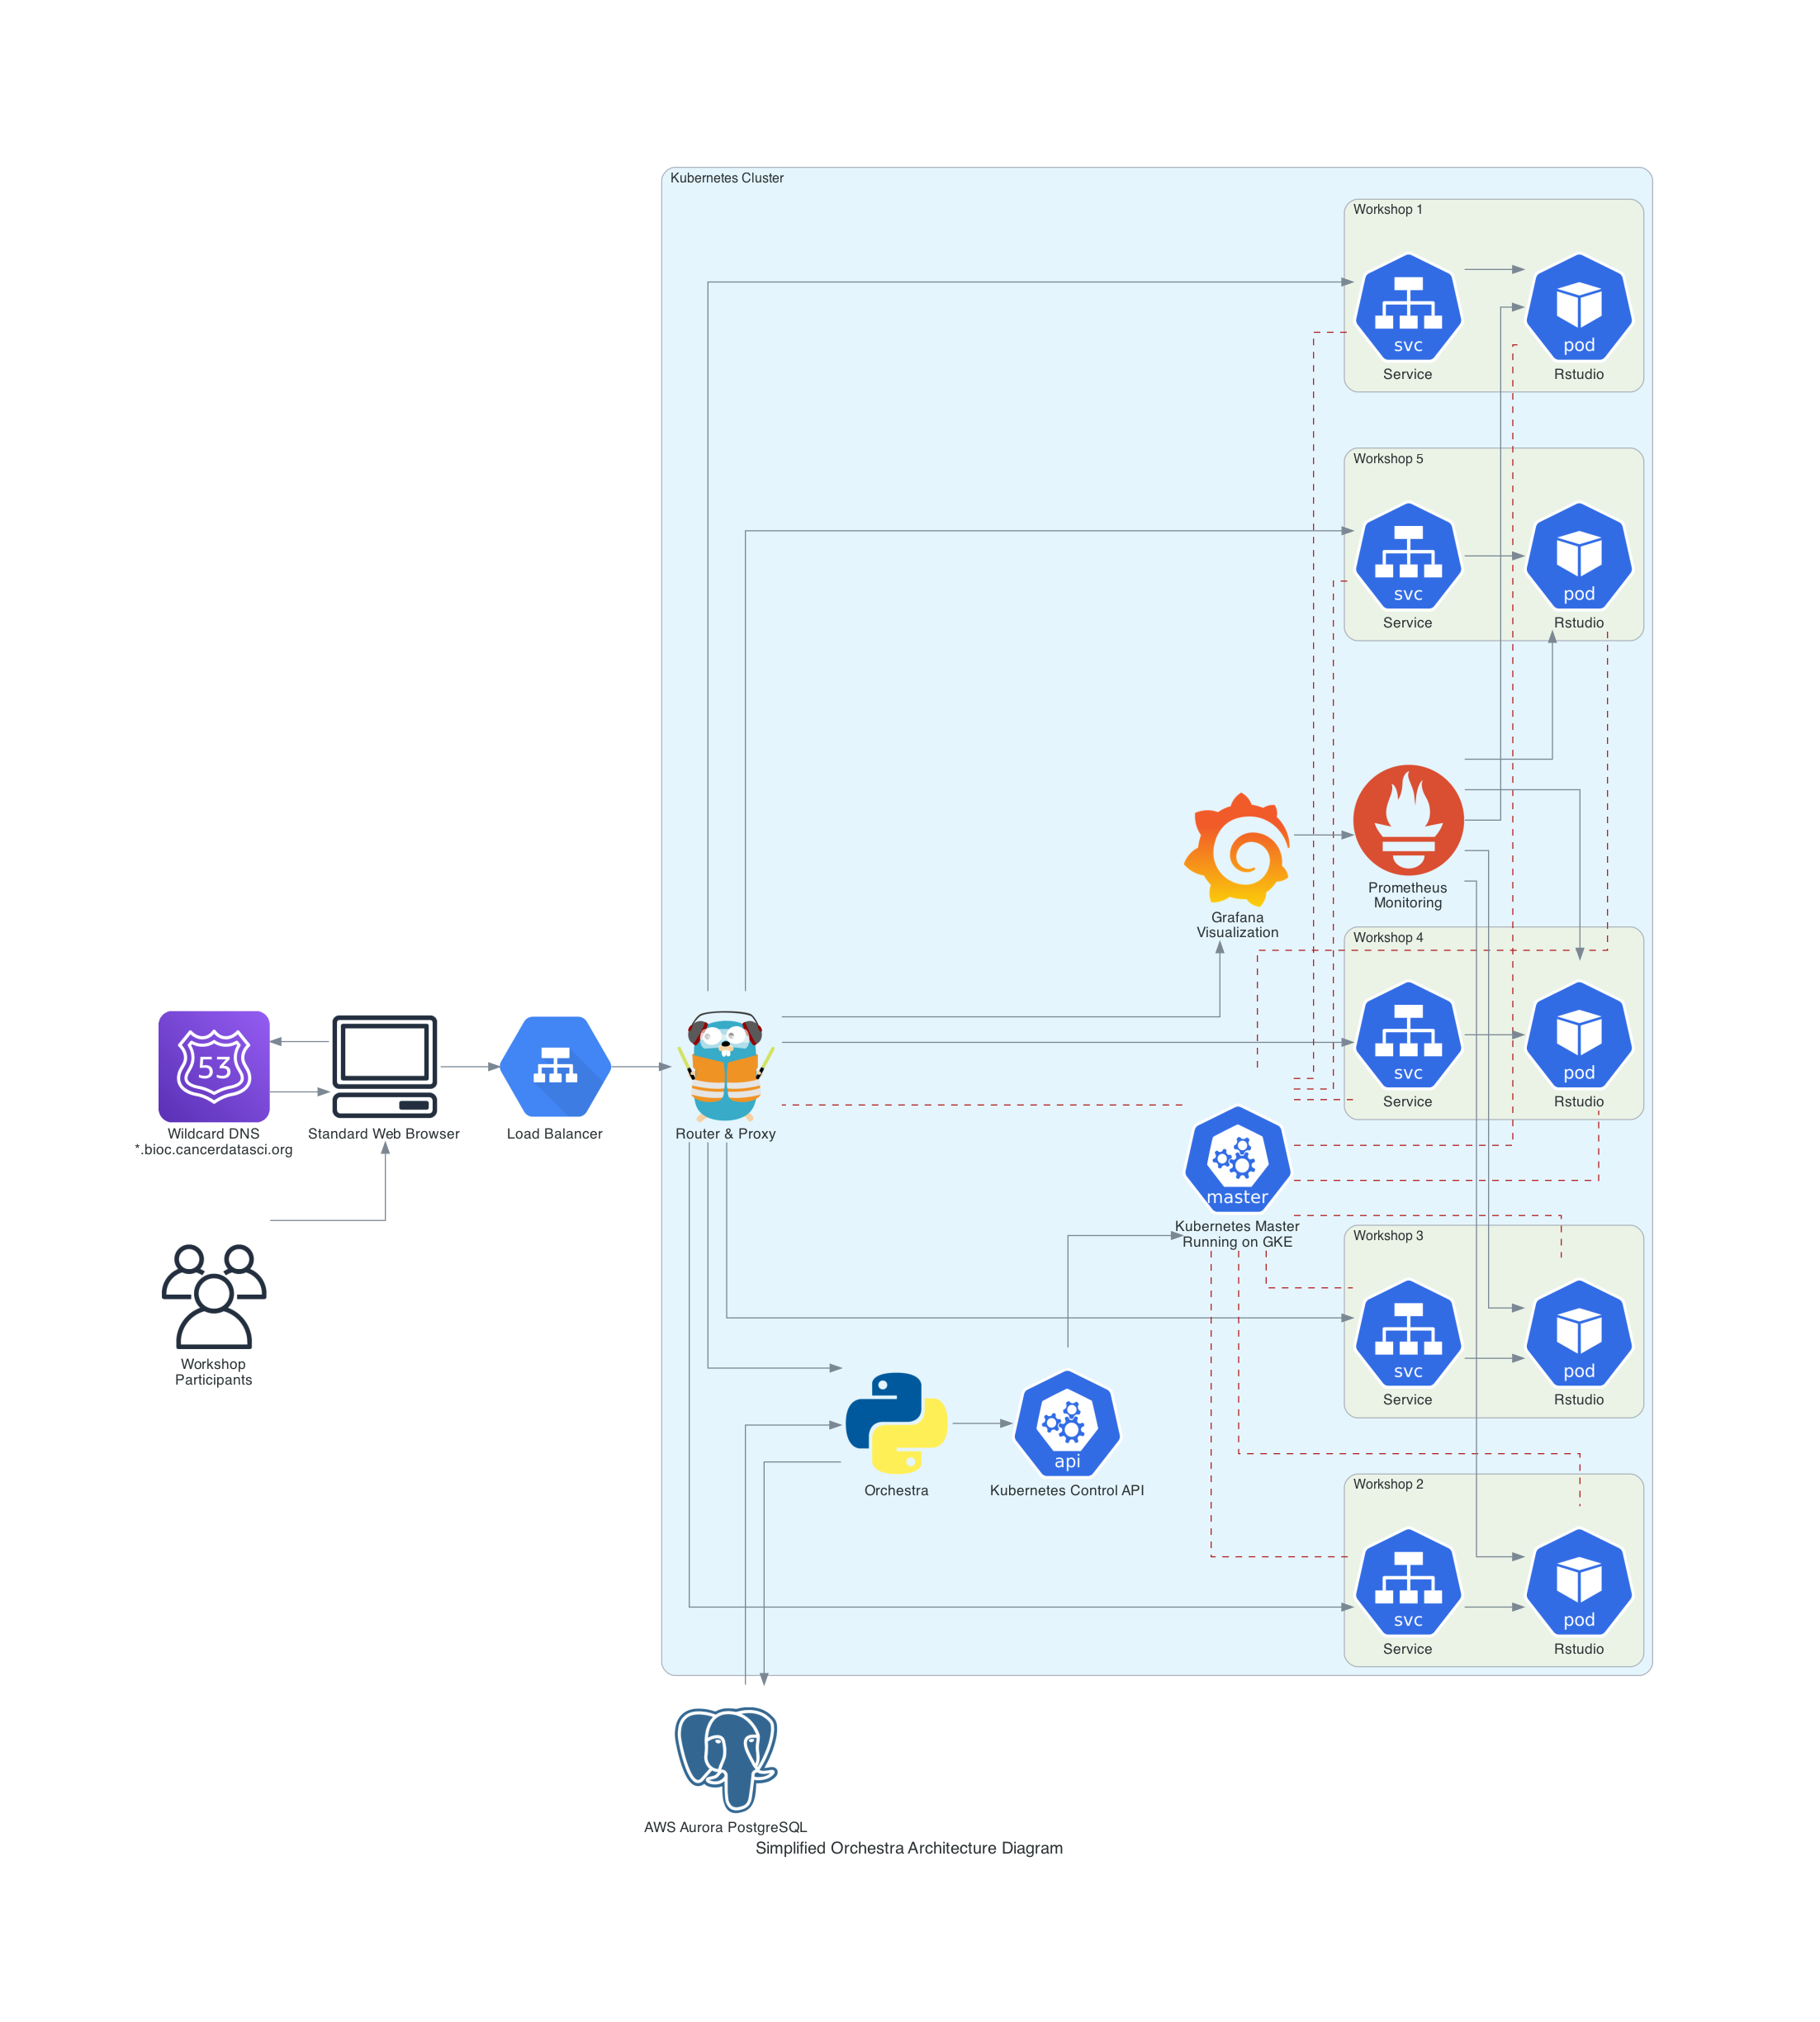 Kubernetes Cluster
Workshop 1
svc
pod
Service
Rstudio
Workshop 5
svc
pod
Service
Rstudio
Prometheus
Monitoring
Grafana
Visualization
Workshop 4
svc
pod
Service
Rstudio
53
Wildcard DNS
*.bioc.cancerdatasci.org
Standard Web Browser
Load Balancer
Router & Proxy
master
Kubernetes Master
Running on GKE
Workshop 3
svc
pod
Service
Rstudio
Workshop
Participants
Orchestra
api
Kubernetes Control API
Workshop 2
svc
pod
Service
Rstudio
AWS Aurora PostgreSQL
Simplified Orchestra Architecture Diagram